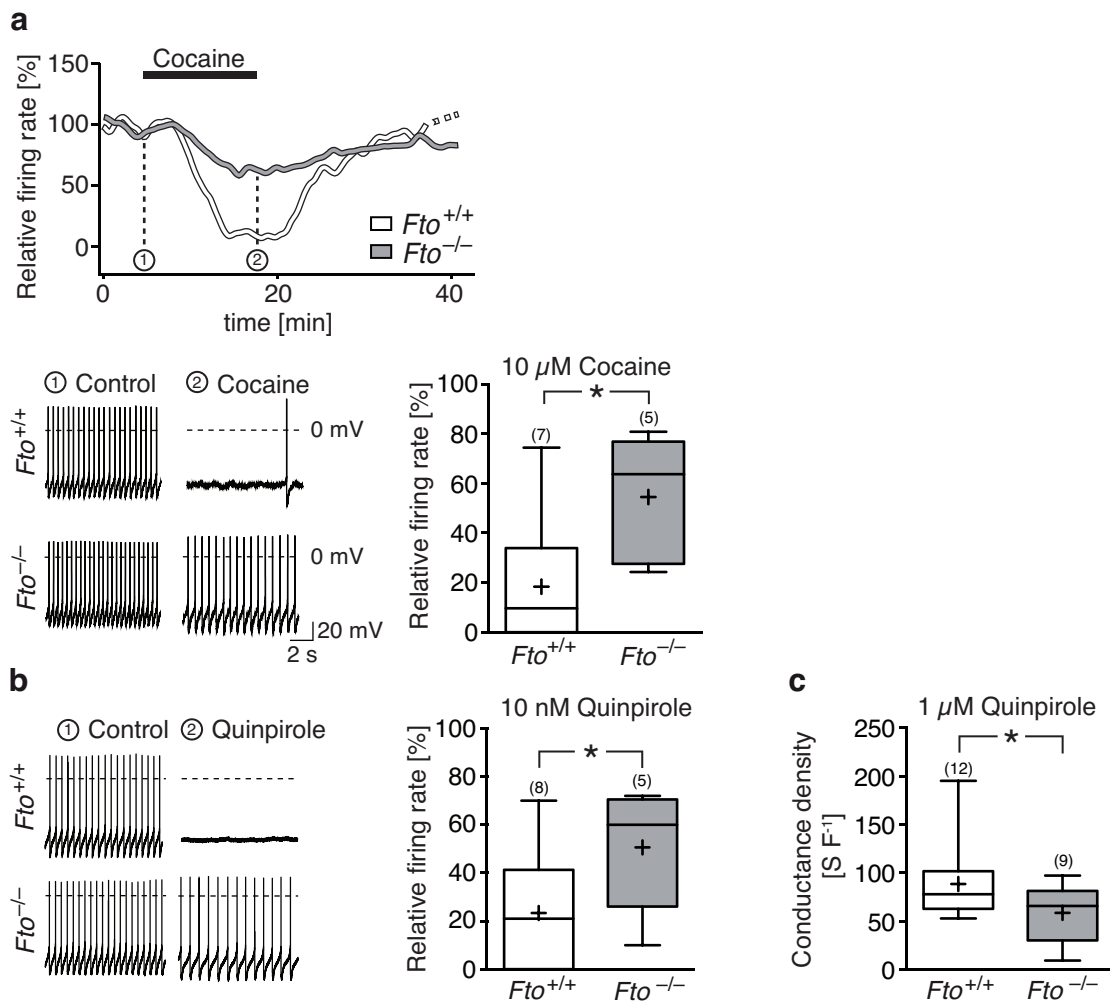 a
Cocaine
Relative firing rate [%]
150
100
50
0
Fto+/+
Fto–/–
1 2
0 20 40
time [min]
1 Control 2 Cocaine
Fto+/+
0 mV
Fto–/–
0 mV
20 mV
2 s
10 µM Cocaine
*
Relative firing rate [%]
100
80
60
40
20
0
(7) (5)
Fto+/+ Fto–/–
b
1 Control 2 Quinpirole
Fto+/+
Fto–/–
10 nM Quinpirole
*
Relative firing rate [%]
100
80
60
40
20
0
(8) (5)
Fto+/+ Fto–/–
c
1 µM Quinpirole
*
Conductance density
[S F-1]
250
200
150
100
50
0
(12) (9)
Fto+/+ Fto–/–